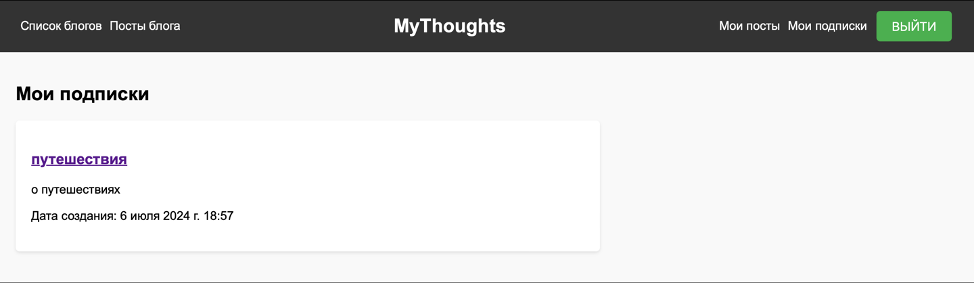 Список блогов Посты блога MyThoughts Мои посты Мои подписки ВЫЙТИ
Мои подписки
путешествия
о путешествиях
Дата создания: 6 июля 2024 г. 18:57